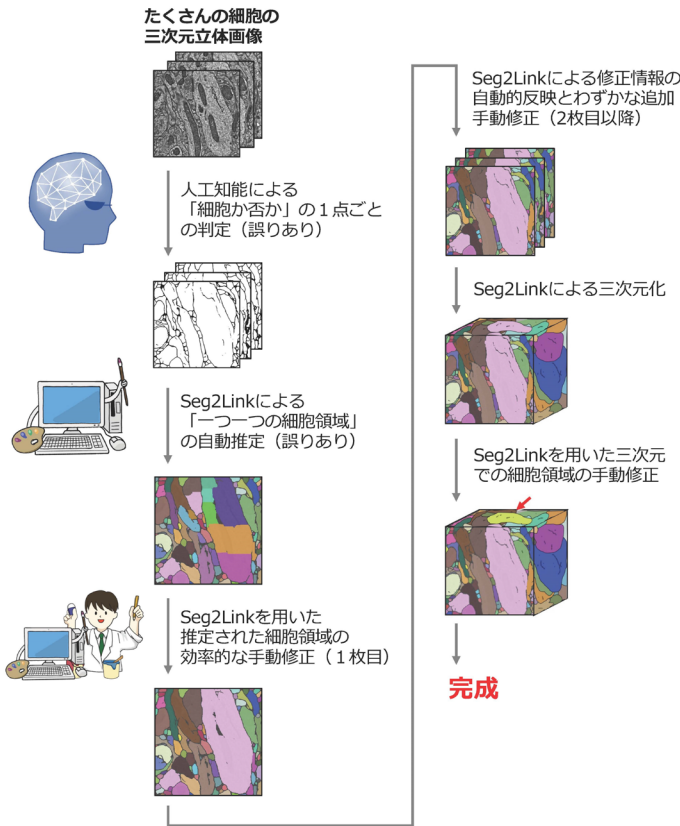 たくさんの細胞の
三次元立体画像
人工知能による
「細胞か否か」の１点ごと
の判定（誤りあり）
Seg2Linkによる
「一つ一つの細胞領域」
の自動推定（誤りあり）
Seg2Linkを用いた
推定された細胞領域の
効率的な手動修正（１枚目）
Seg2Linkによる修正情報の
自動的反映とわずかな追加
手動修正（2枚目以降）
Seg2Linkによる三次元化
Seg2Linkを用いた三次元
での細胞領域の手動修正
完成